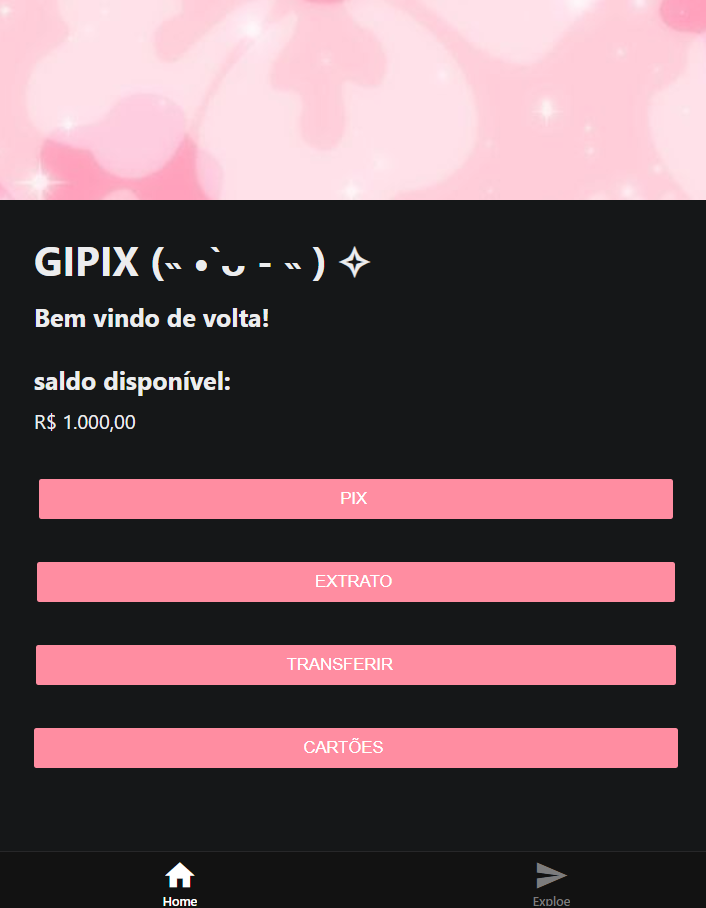 GIPIX (˵ •̀ ᴗ - ˵ ) ✧
Bem vindo de volta!
saldo disponível:
R$ 1.000,00
PIX
EXTRATO
TRANSFERIR
CARTÕES
Home
Exploe